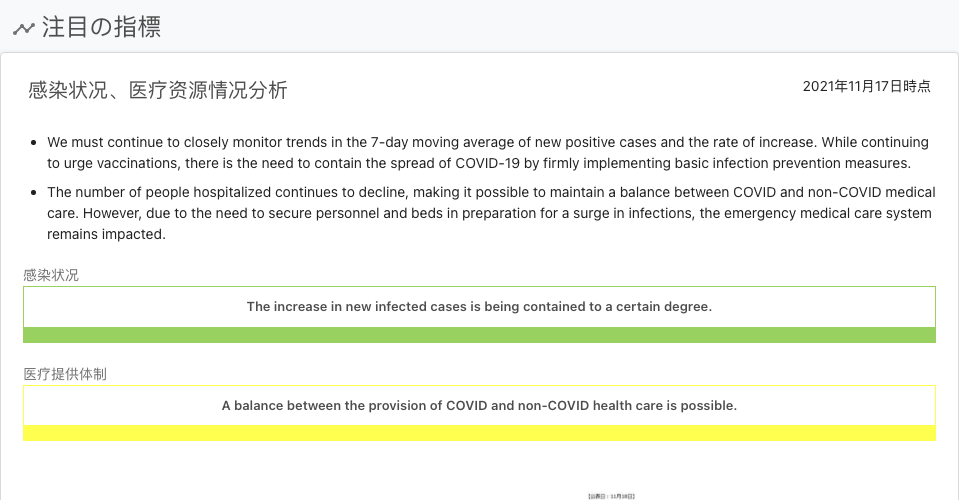 注目の指標
感染状况、医疗资源情况分析
2021年11月17日時点
We must continue to closely monitor trends in the 7-day moving average of new positive cases and the rate of increase. While continuing
to urge vaccinations, there is the need to contain the spread of COVID-19 by firmly implementing basic infection prevention measures.
The number of people hospitalized continues to decline, making it possible to maintain a balance between COVID and non-COVID medical
care. However, due to the need to secure personnel and beds in preparation for a surge in infections, the emergency medical care system
remains impacted.
感染状况
The increase in new infected cases is being contained to a certain degree.
医疗提供体制
A balance between the provision of COVID and non-COVID health care is possible.